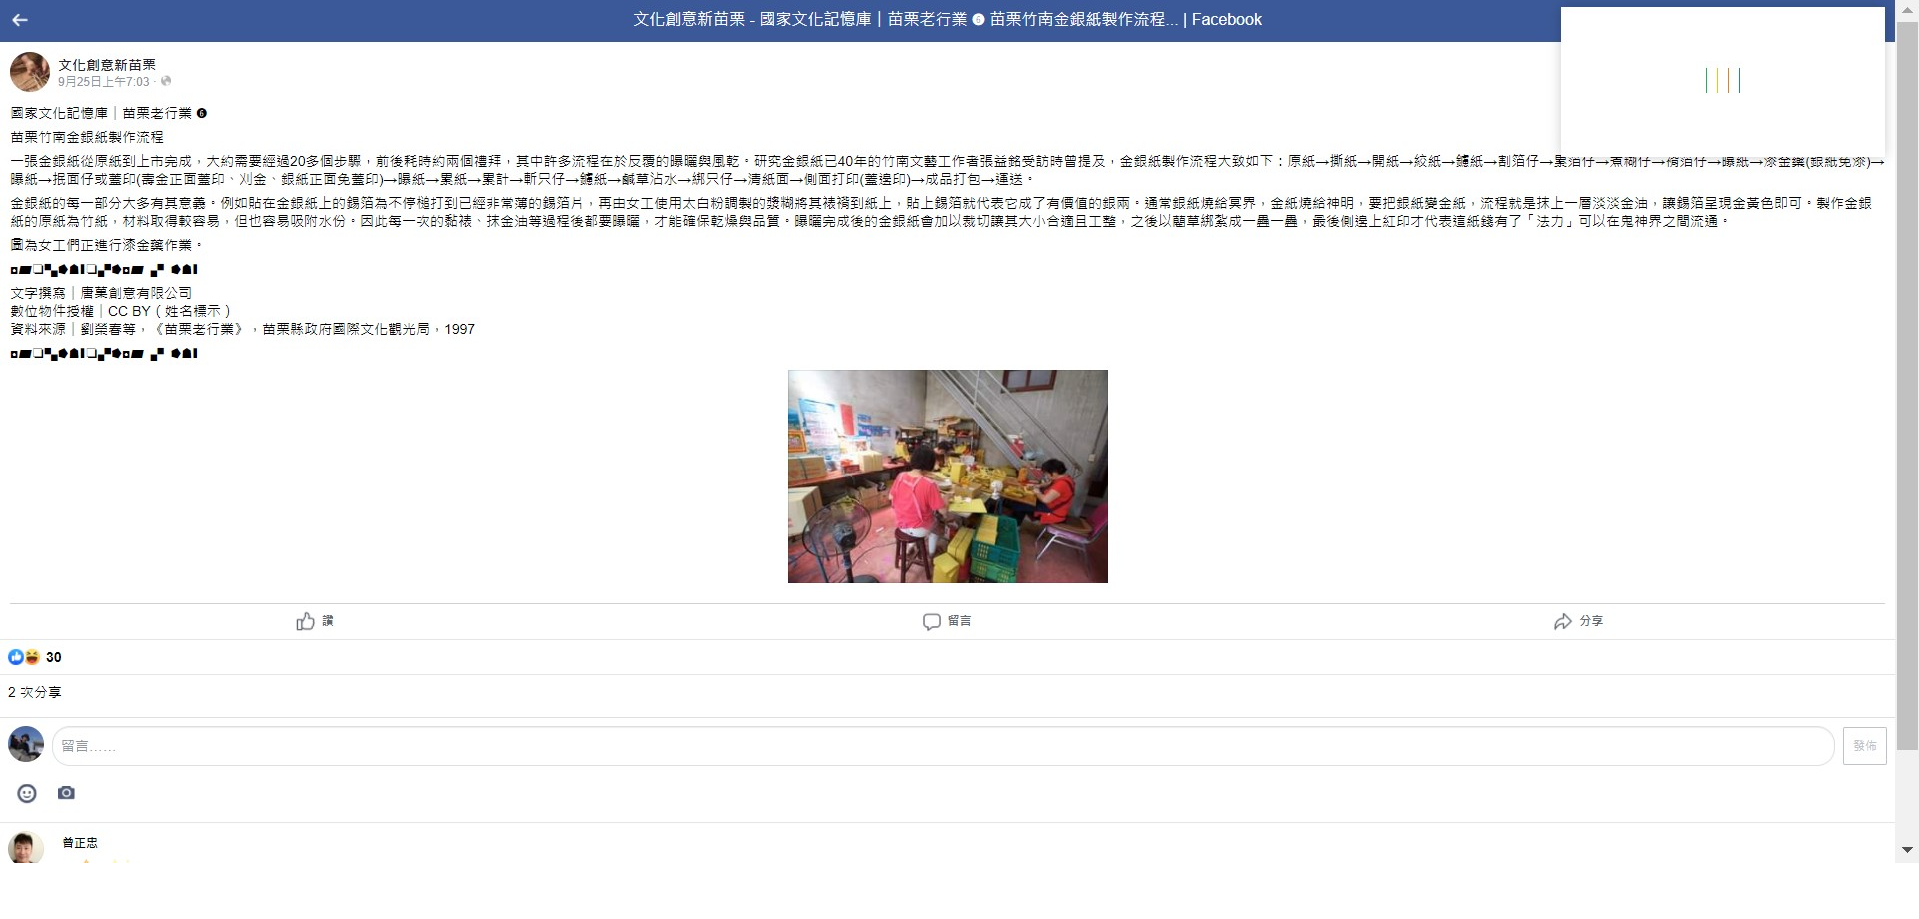 文化創意新苗栗 - 國家文化記憶庫｜苗栗老行業 ❻ 苗栗竹南金銀紙製作流程... | Facebook
文化創意新苗栗
9月25日上午7:03 ·
國家文化記憶庫｜苗栗老行業 ❻
苗栗竹南金銀紙製作流程
一張金銀紙從原紙到上市完成，大約需要經過20多個步驟，前後耗時約兩個禮拜，其中許多流程在於反覆的曝曬與風乾。研究金銀紙已40年的竹南文藝工作者張益銘受訪時曾提及，金銀紙製作流程大致如下：原紙→撕紙→開紙→絞紙→鑢紙→割箔仔→裱箔仔→煮糊仔→褙箔仔→曝紙→漆金藥(銀紙免漆)→
曝紙→抿面仔或蓋印(壽金正面蓋印、刈金、銀紙正面免蓋印)→曝紙→累紙→累計→斬只仔→鑢紙→鹹草沾水→綁只仔→清紙面→側面打印(蓋邊印)→成品打包→運送。
金銀紙的每一部分大多有其意義。例如貼在金銀紙上的錫箔為不停槌打到已經非常薄的錫箔片，再由女工使用太白粉調製的漿糊將其裱褙到紙上，貼上錫箔就代表它成了有價值的銀兩。通常銀紙燒給冥界，金紙燒給神明，要把銀紙變金紙，流程就是抹上一層淡淡金油，讓錫箔呈現金黃色即可。製作金銀
紙的原紙為竹紙，材料取得較容易，但也容易吸附水份。因此每一次的黏裱、抹金油等過程後都要曝曬，才能確保乾燥與品質。曝曬完成後的金銀紙會加以裁切讓其大小合適且工整，之後以藺草綁紮成一疊一疊，最後側邊上紅印才代表這紙錢有了「法力」可以在鬼神界之間流通。
圖為女工們正進行漆金藥作業。
文字撰寫｜唐菓創意有限公司
數位物件授權｜CC BY（姓名標示）
資料來源｜劉榮春等，《苗栗老行業》，苗栗縣政府國際文化觀光局，1997
讚
留言
分享
30
2 次分享
留言……
發佈
曾正忠